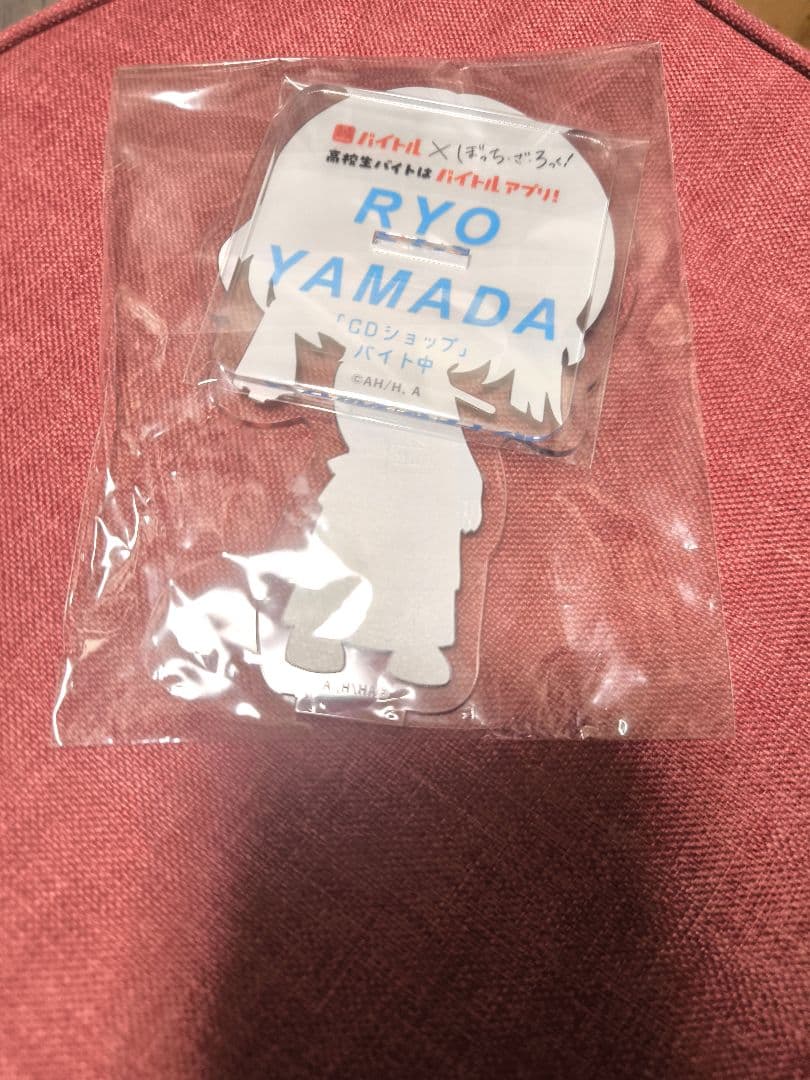 バイトル×ぼっち・ざ・ろっく!
高校生バイトはバイトルアプリ!
RYO
YAMADA
「CDショップ」
バイト中
©AH/H, A